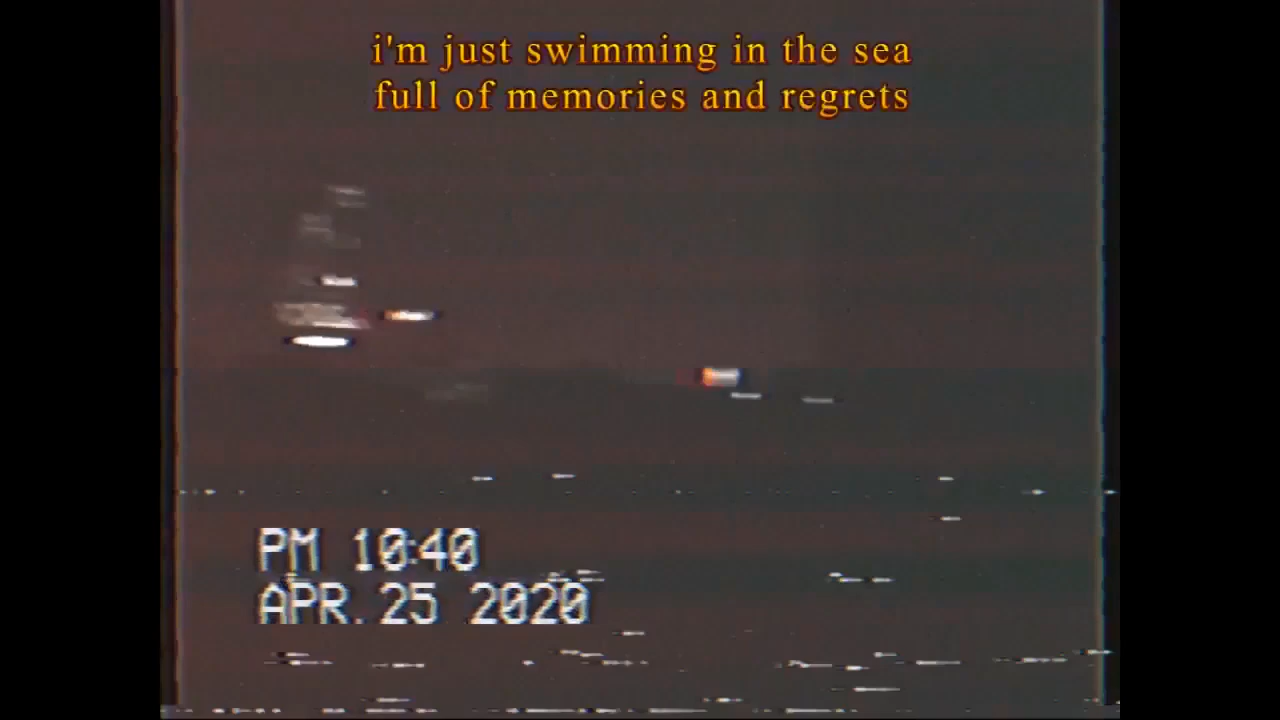 i'm just swimming in the sea
full of memories and regrets
PM 10:40
APR. 25 2020